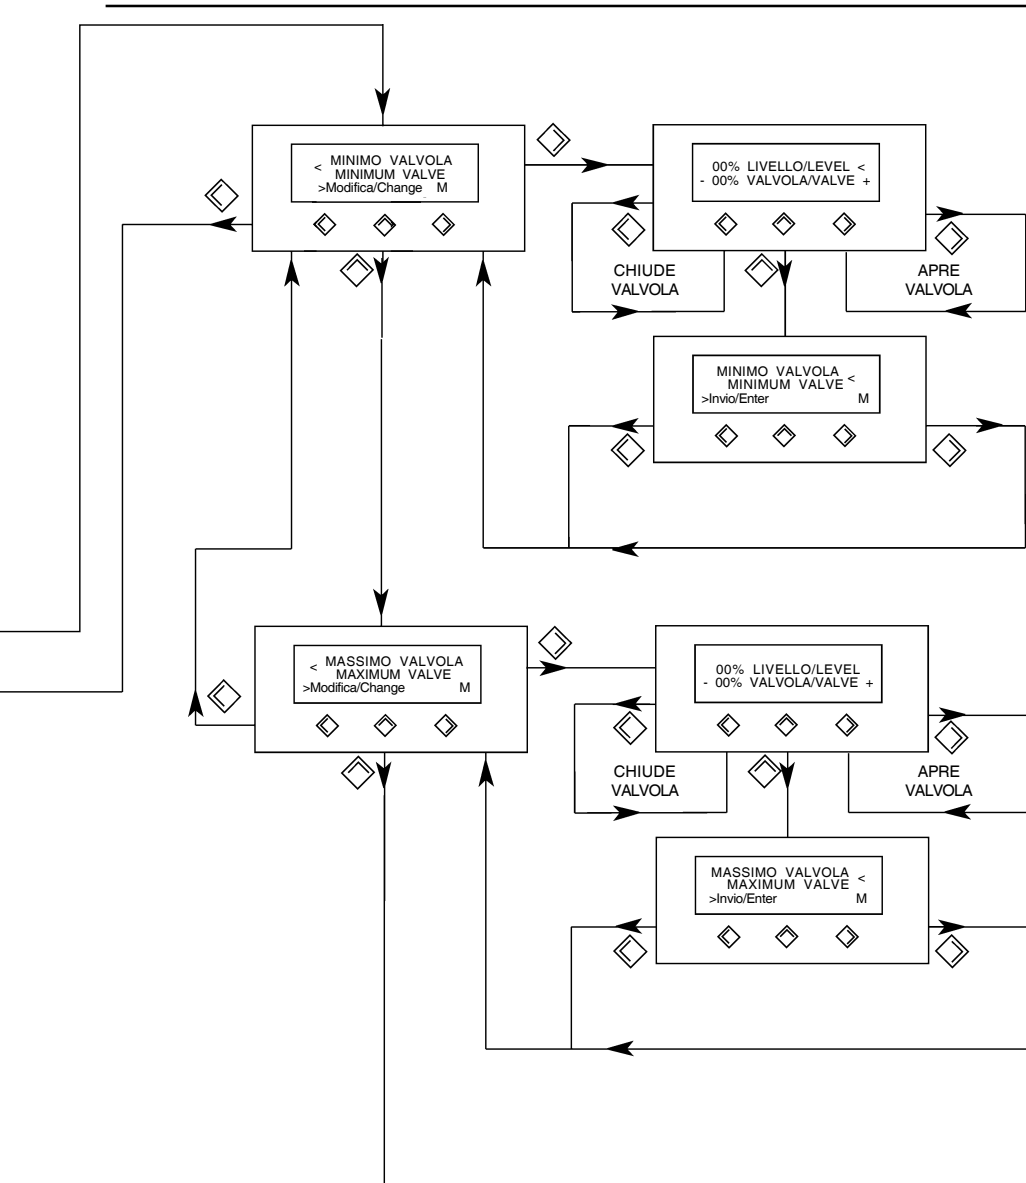 < MINIMO VALVOLA
MINIMUM VALVE
>Modifica/Change M
00% LIVELLO/LEVEL <
- 00% VALVOLA/VALVE +
CHIUDE
VALVOLA
APRE
VALVOLA
MINIMO VALVOLA <
MINIMUM VALVE
>Invio/Enter M
< MASSIMO VALVOLA
MAXIMUM VALVE
>Modifica/Change M
00% LIVELLO/LEVEL
- 00% VALVOLA/VALVE +
CHIUDE
VALVOLA
APRE
VALVOLA
MASSIMO VALVOLA <
MAXIMUM VALVE
>Invio/Enter M